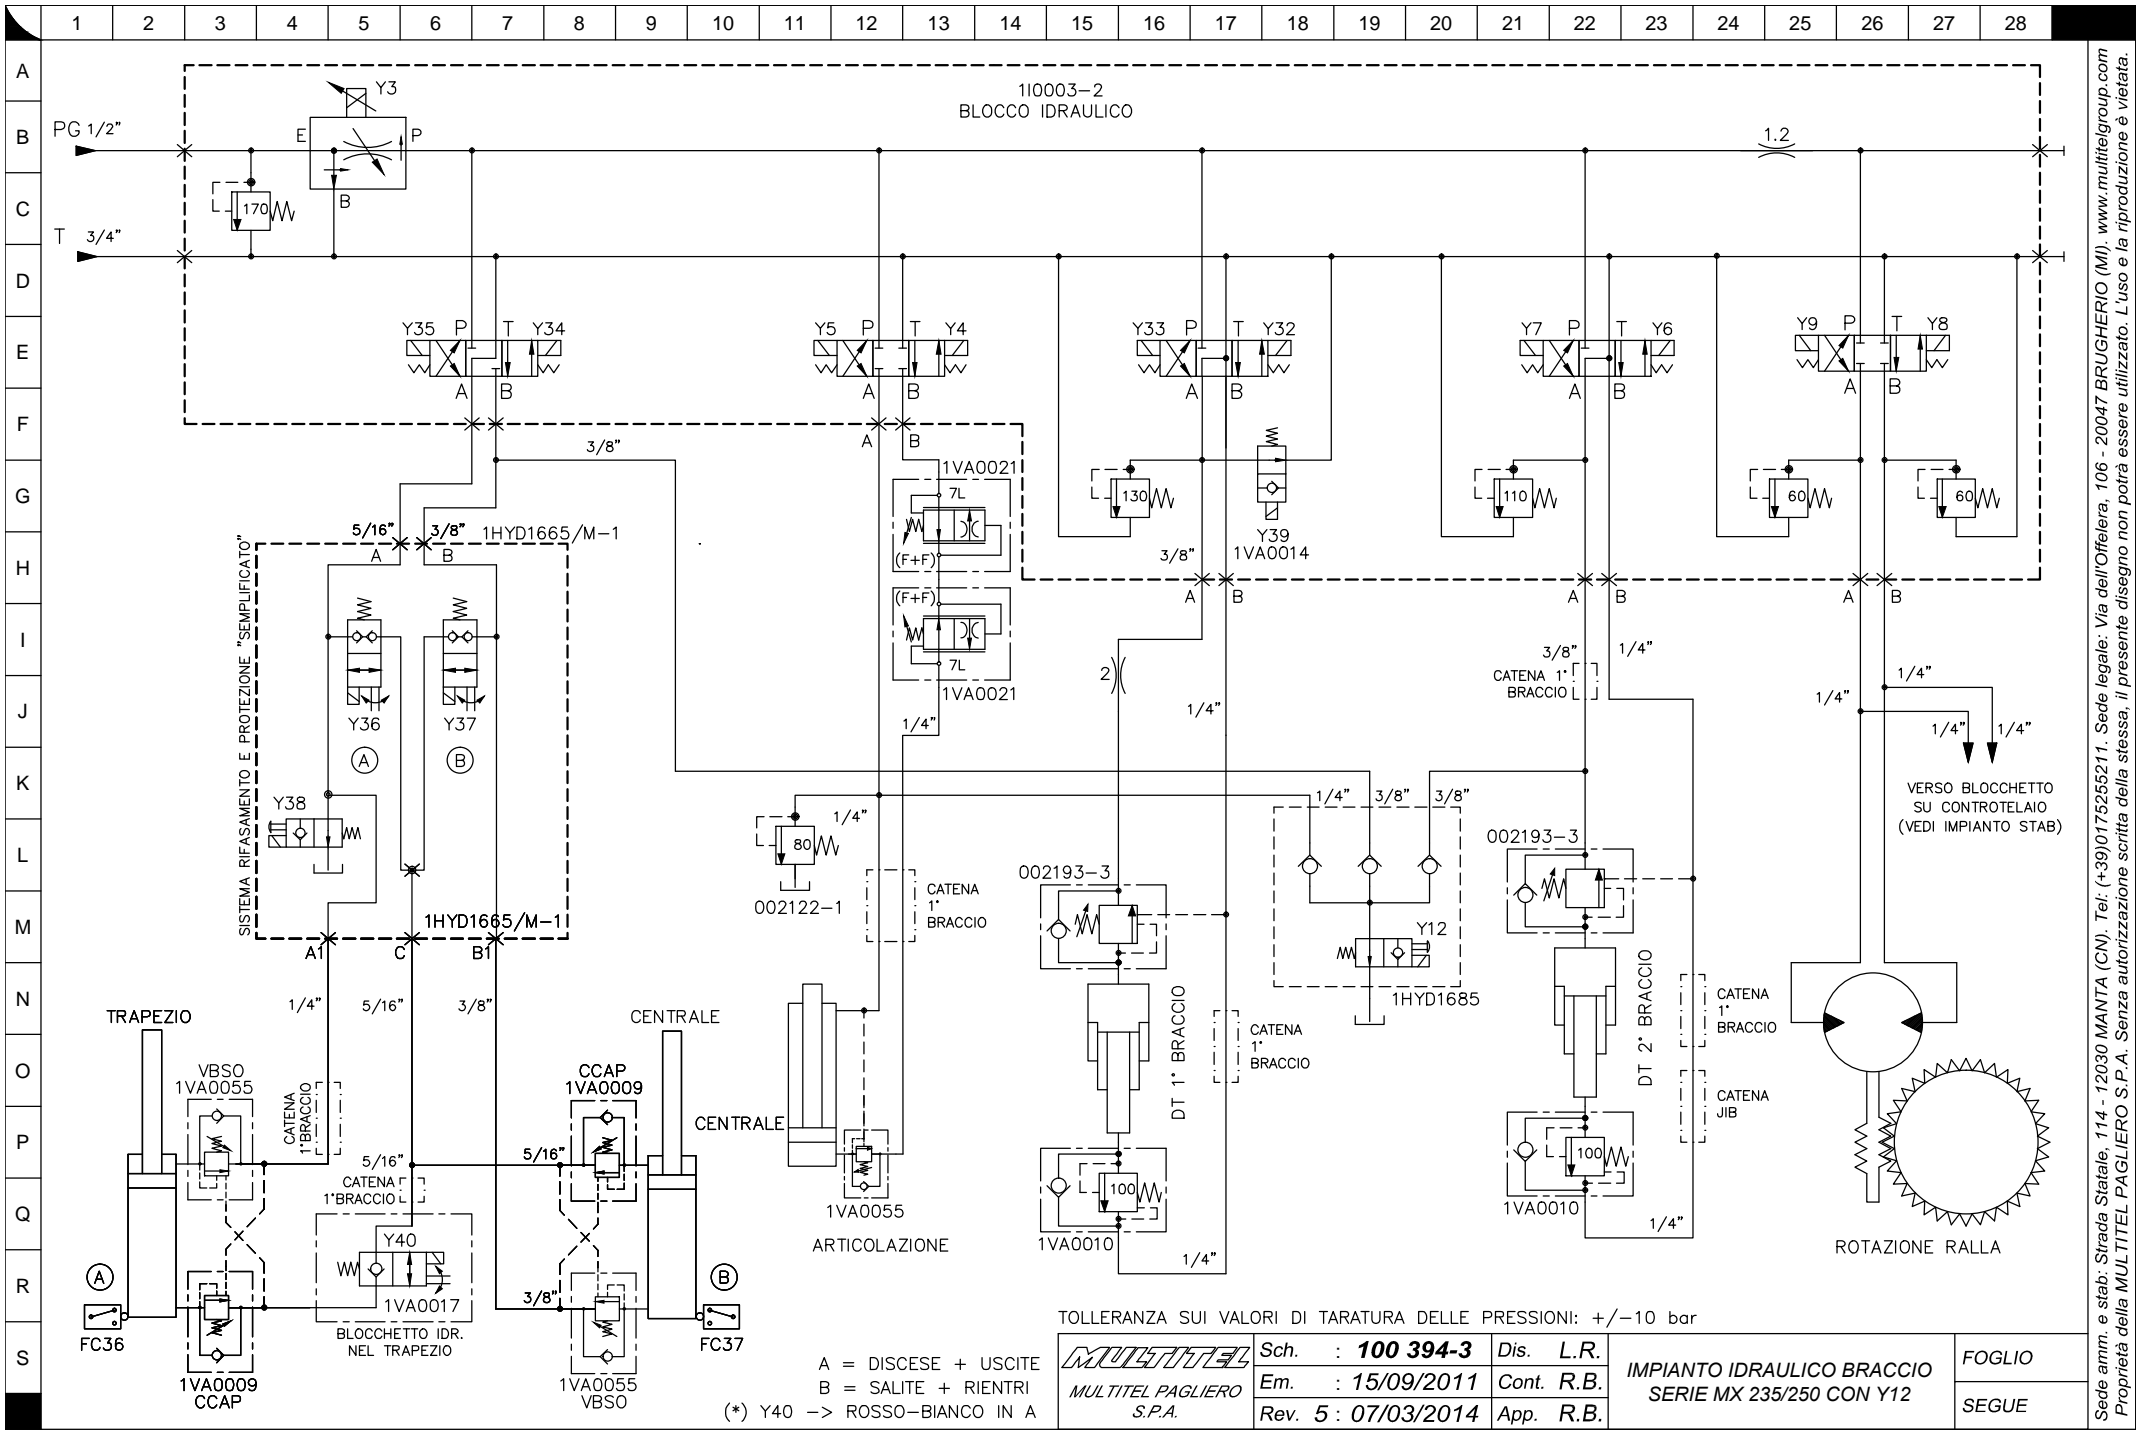 1 2 3 4 5 6 7 8 9 10 11 12 13 14 15 16 17 18 19 20 21 22 23 24 25 26 27 28
A
B
C
D
E
F
G
H
I
J
K
L
M
N
O
P
Q
R
S
1I0003-2
BLOCCO IDRAULICO
Y3
PG 1/2"
E P
B
170
T 3/4"
1.2
Y35 P T Y34
A B
Y5 P T Y4
A B
Y33 P T Y32
A B
Y7 P T Y6
A B
Y9 P T Y8
A B
3/8"
A B
1VA0021
7L
(F+F)
(F+F)
7L
1VA0021
1/4"
130
Y39
1VA0014
3/8"
110
60
60
A B
A B
A B
5/16" 3/8"
1HYD1665/M-1
A B
SISTEMA RIFASAMENTO E PROTEZIONE "SEMPLIFICATO"
Y36
Y37
A
B
Y38
1HYD1665/M-1
A1 C B1
1/4" 5/16" 3/8"
2
1/4"
3/8" 1/4"
CATENA 1°
BRACCIO
1/4"
1/4"
1/4" 1/4"
VERSO BLOCCHETTO
SU CONTROTELAIO
(VEDI IMPIANTO STAB)
80
1/4"
002122-1
CATENA
1°
BRACCIO
1/4" 3/8" 3/8"
Y12
1HYD1685
002193-3
002193-3
TRAPEZIO
VBSO
1VA0055
CATENA
1°BRACCIO
CENTRALE
CCAP
1VA0009
5/16"
CATENA
1°BRACCIO
5/16"
Y40
1VA0017
BLOCCHETTO IDR.
NEL TRAPEZIO
3/8"
A
FC36
1VA0009
CCAP
B
FC37
1VA0055
VBSO
CENTRALE
1VA0055
ARTICOLAZIONE
DT 1° BRACCIO
CATENA
1°
BRACCIO
100
1VA0010
1/4"
DT 2° BRACCIO
CATENA
1°
BRACCIO
CATENA
JIB
100
1VA0010
1/4"
ROTAZIONE RALLA
TOLLERANZA SUI VALORI DI TARATURA DELLE PRESSIONI: +/-10 bar
A = DISCESE + USCITE
B = SALITE + RIENTRI
(*) Y40 -> ROSSO-BIANCO IN A
MULTITEL
MULTITEL PAGLIERO
S.P.A.
Sch. : 100 394-3
Em. : 15/09/2011
Rev. 5 : 07/03/2014
Dis. L.R.
Cont. R.B.
App. R.B.
IMPIANTO IDRAULICO BRACCIO
SERIE MX 235/250 CON Y12
FOGLIO
SEGUE
Sede amm. e stab: Strada Statale, 114 - 12030 MANTA (CN). Tel: (+39)0175255211. Sede legale: Via dell'Offelera, 106 - 20047 BRUGHERIO (MI). www.multitelgroup.com
Proprietà della MULTITEL PAGLIERO S.P.A. Senza autorizzazione scritta della stessa, il presente disegno non potrà essere utilizzato. L'uso e la riproduzione è vietata.